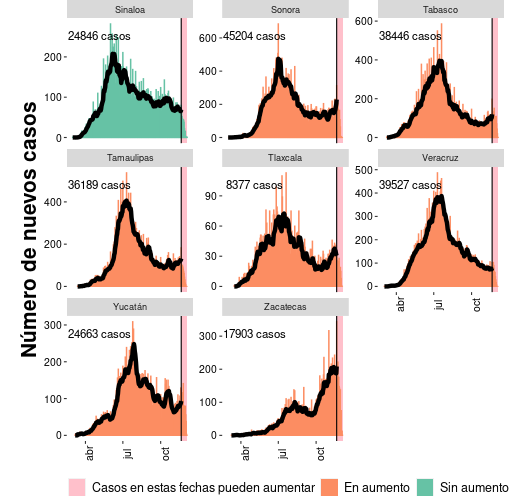 Número de nuevos casos
Sinaloa
24846 casos
200
100
0
Sonora
45204 casos
600
400
200
0
Tabasco
38446 casos
600
400
200
0
Tamaulipas
36189 casos
400
200
0
Tlaxcala
8377 casos
90
60
30
0
Veracruz
39527 casos
500
400
300
200
100
0
abr
jul
oct
Yucatán
24663 casos
300
200
100
0
abr
jul
oct
Zacatecas
17903 casos
300
200
100
0
abr
jul
oct
Casos en estas fechas pueden aumentar
En aumento
Sin aumento